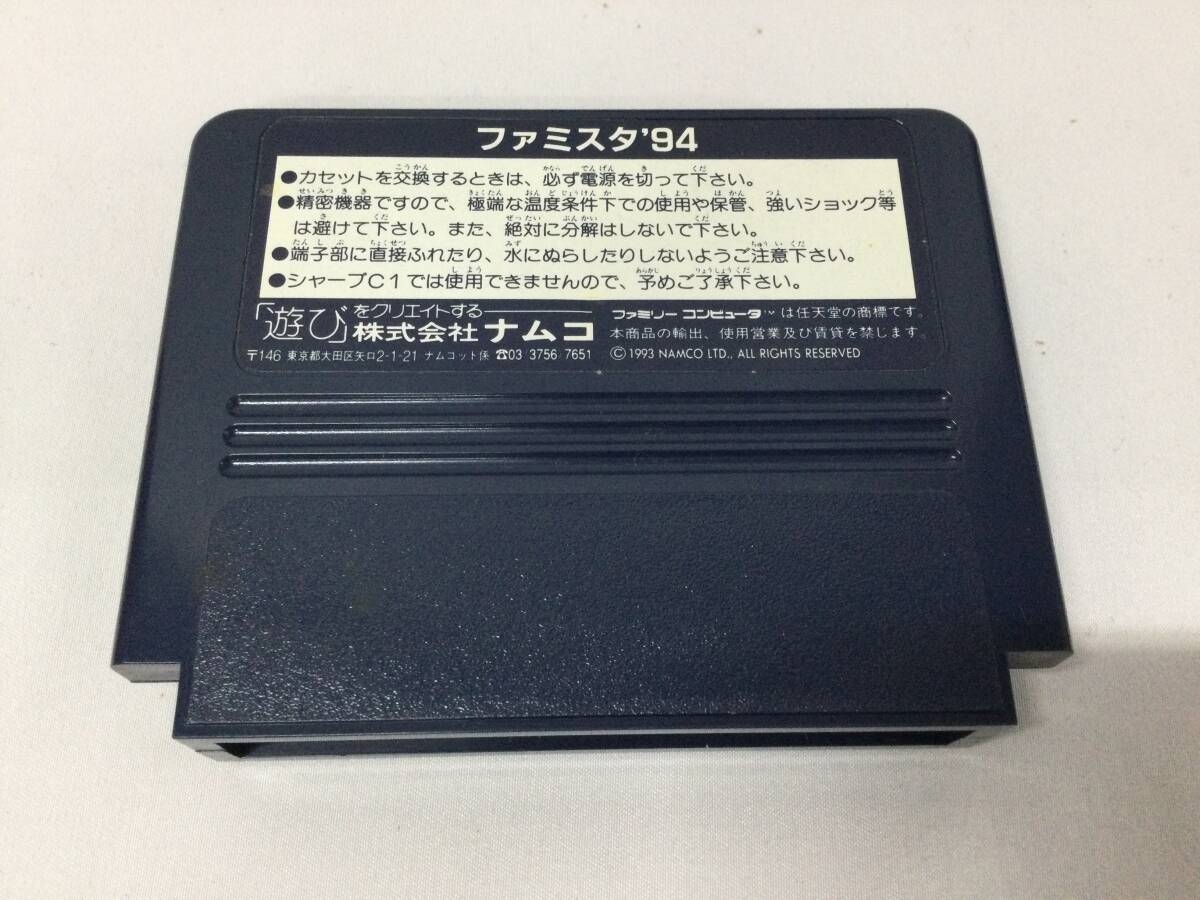 ファミスタ'94
●カセットを交換するときは、必ず電源を切って下さい。
●精密機器ですので、極端な温度条件下での使用や保管、強いショック等
は避けて下さい。また、絶対に分解はしないで下さい。
●端子部に直接ふれたり、水にぬらしたりしないようご注意下さい。
●シャープC1では使用できませんので、予めご了承下さい。
「遊び」をクリエイトする
株式会社ナムコ
〒146 東京都大田区矢口2-1-21 ナムコット係 ☎03 3756 7651
ファミリーコンピュータ™は任天堂の商標です。
本商品の輸出、使用営業及び賃貸を禁じます。
©1993 NAMCO LTD., ALL RIGHTS RESERVED